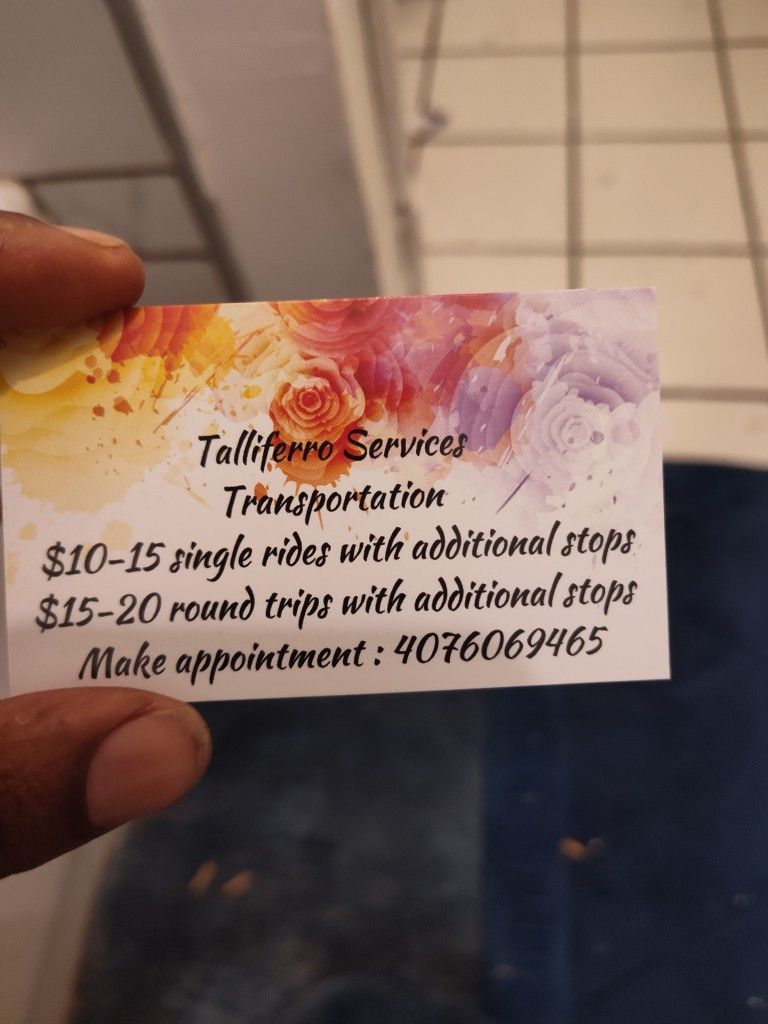 Talliferro Services
Transportation
$10-15 single rides with additional stops
$15-20 round trips with additional stops
Make appointment : 4076069465